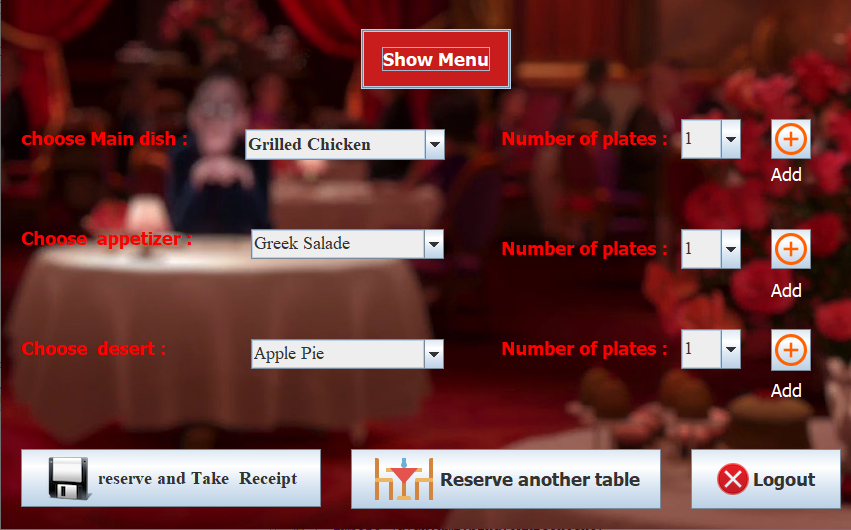 Show Menu
choose Main dish : Grilled Chicken Number of plates : 1
Add
Choose appetizer : Greek Salade Number of plates : 1
Add
Choose desert : Apple Pie Number of plates : 1
Add
reserve and Take Receipt Reserve another table Logout